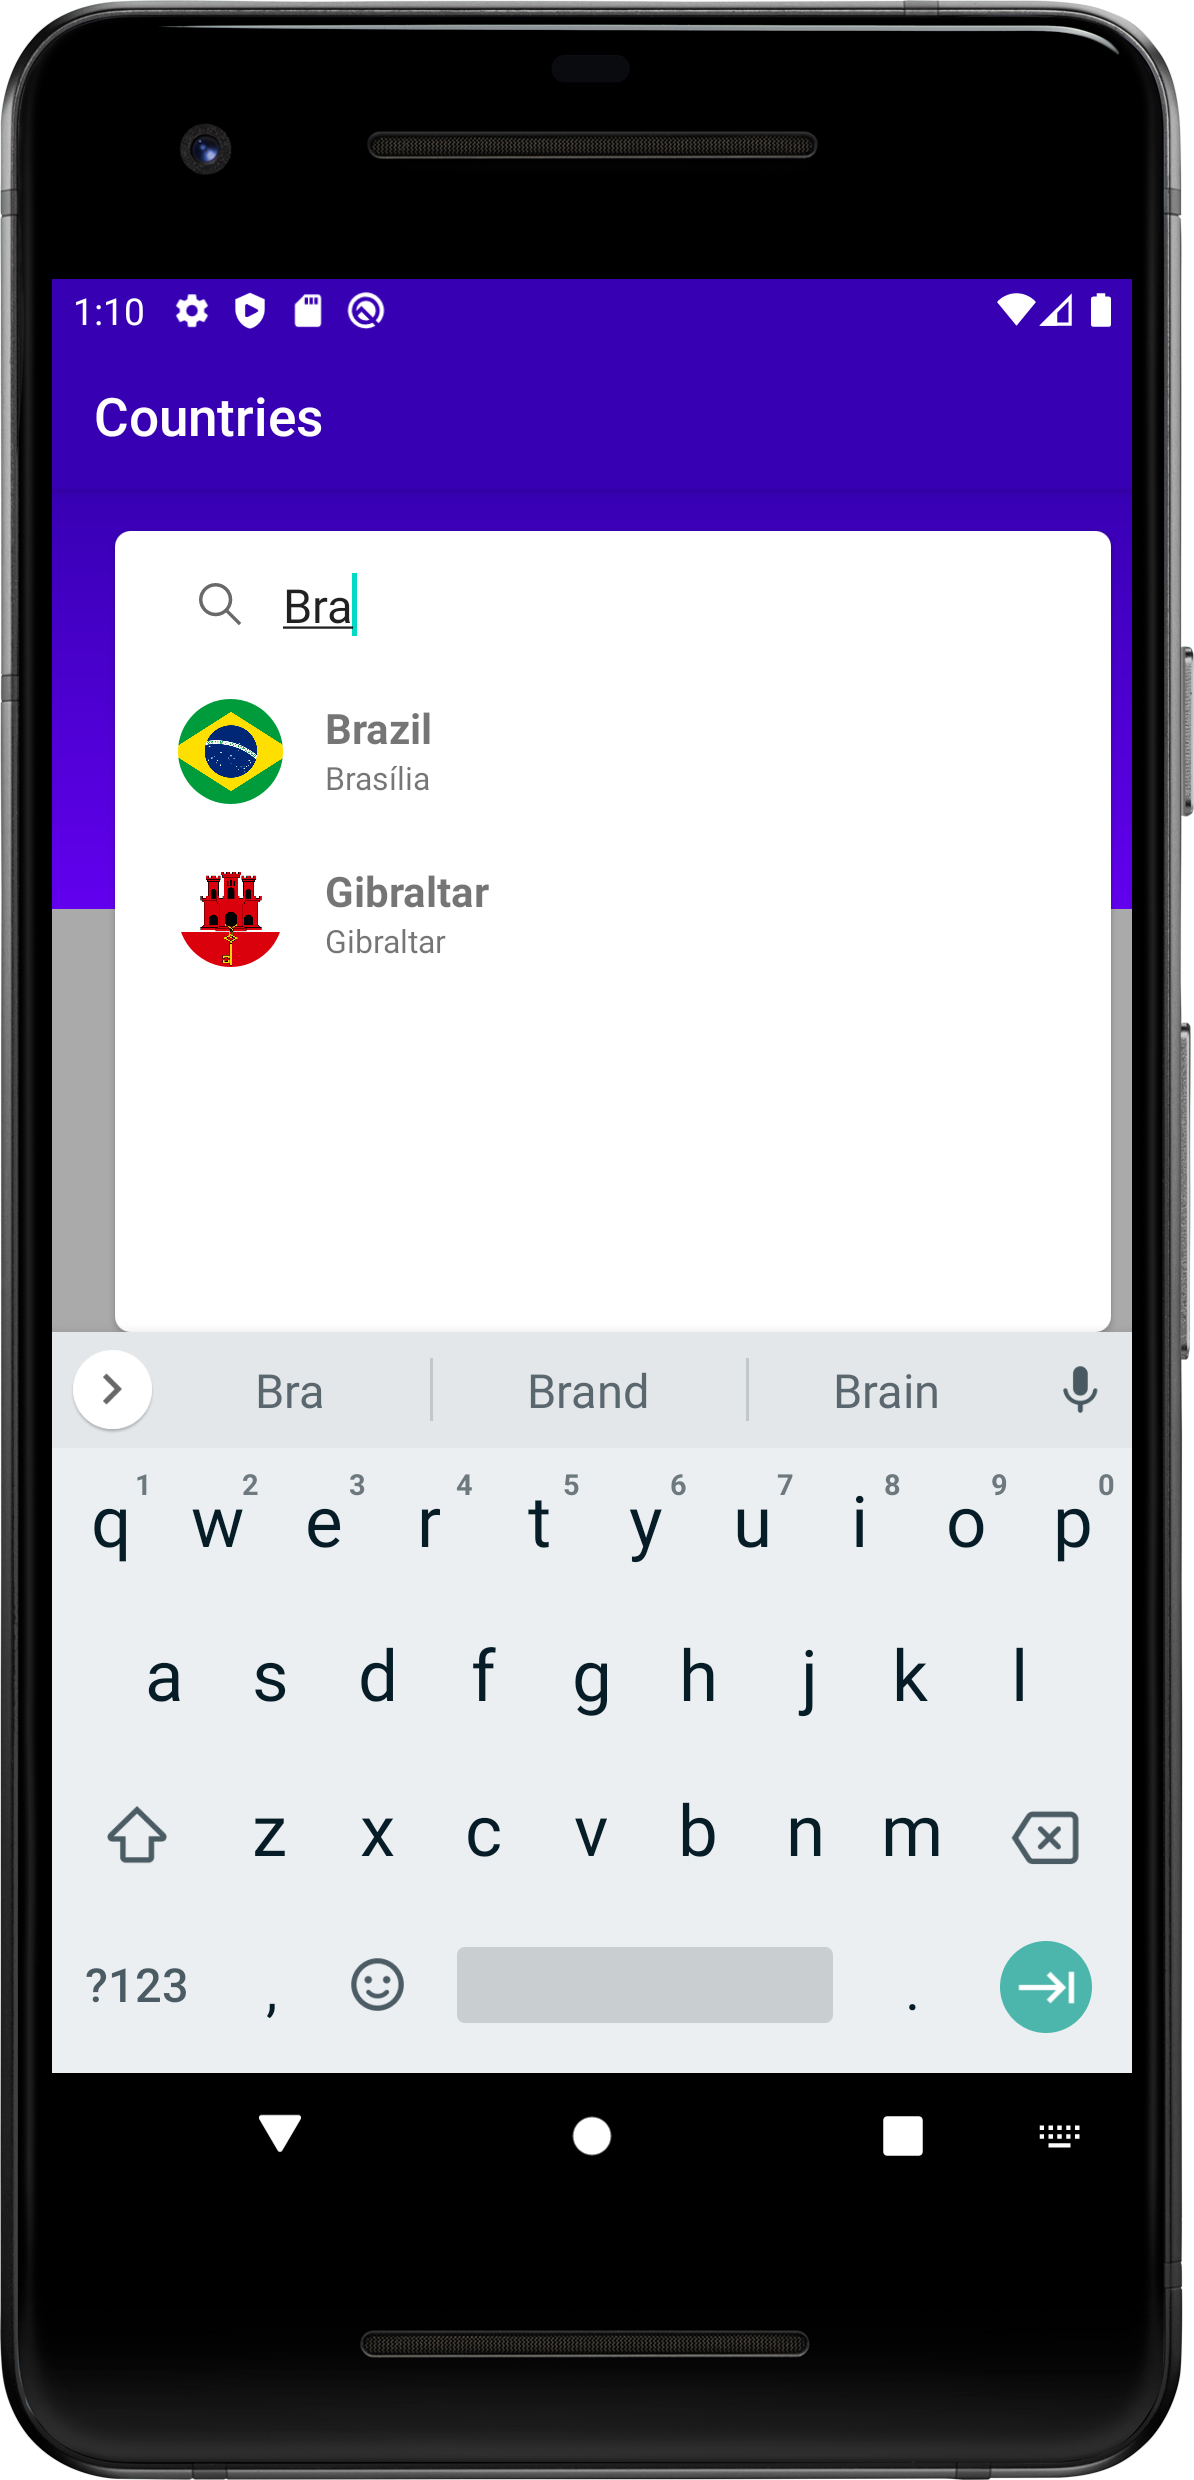 1:10
Countries
Bra
Brazil
Brasília
Gibraltar
Gibraltar
Bra Brand Brain
1 2 3 4 5 6 7 8 9 0
q w e r t y u i o p
a s d f g h j k l
z x c v b n m
?123 , .